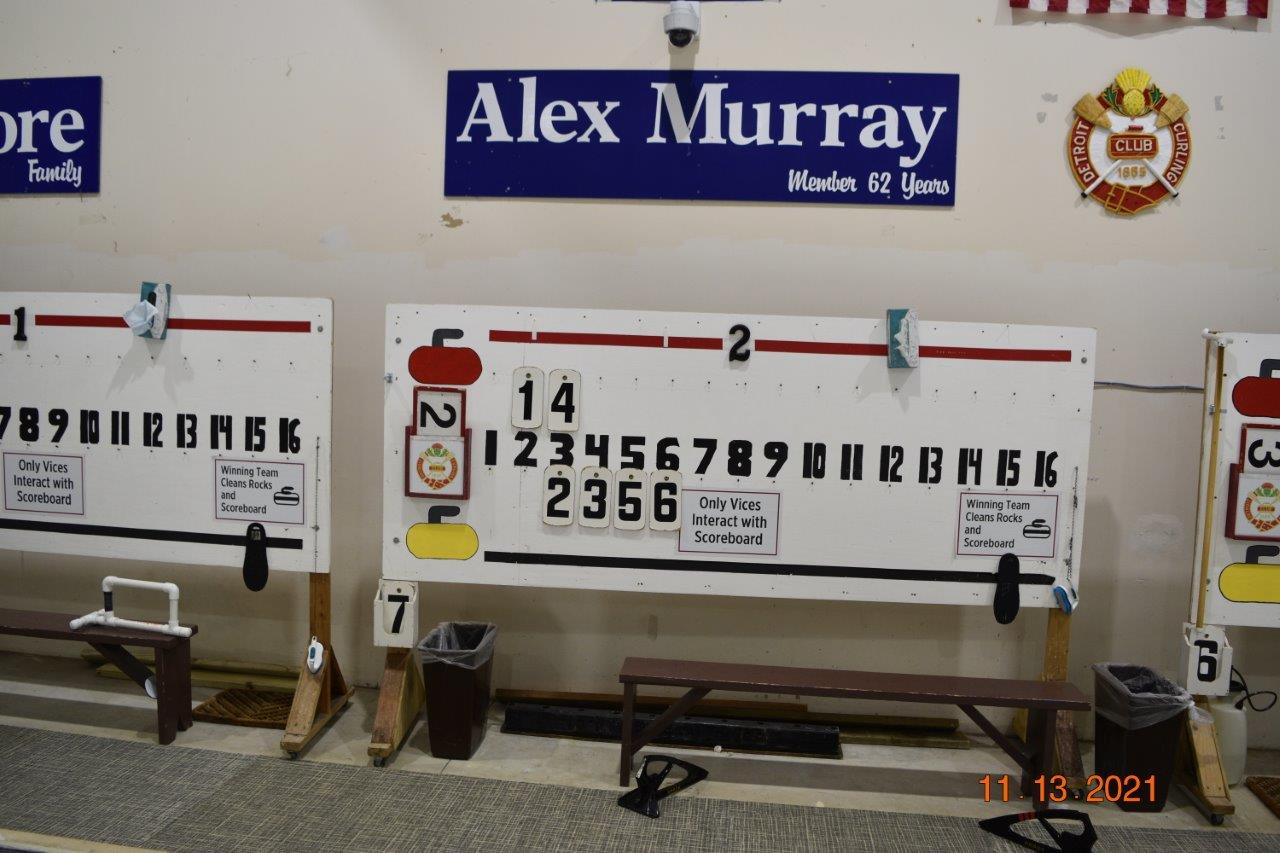 ore
Family
Alex Murray
Member 62 Years
DETROIT CURLING
CLUB
1885
1
7 8 9 10 11 12 13 14 15 16
Only Vices
Interact with
Scoreboard
Winning Team
Cleans Rocks
and
Scoreboard
2
1 4
2
1 2 3 4 5 6 7 8 9 10 11 12 13 14 15 16
2 3 5 6
Only Vices
Interact with
Scoreboard
Winning Team
Cleans Rocks
and
Scoreboard
7
3
6
11.13.2021